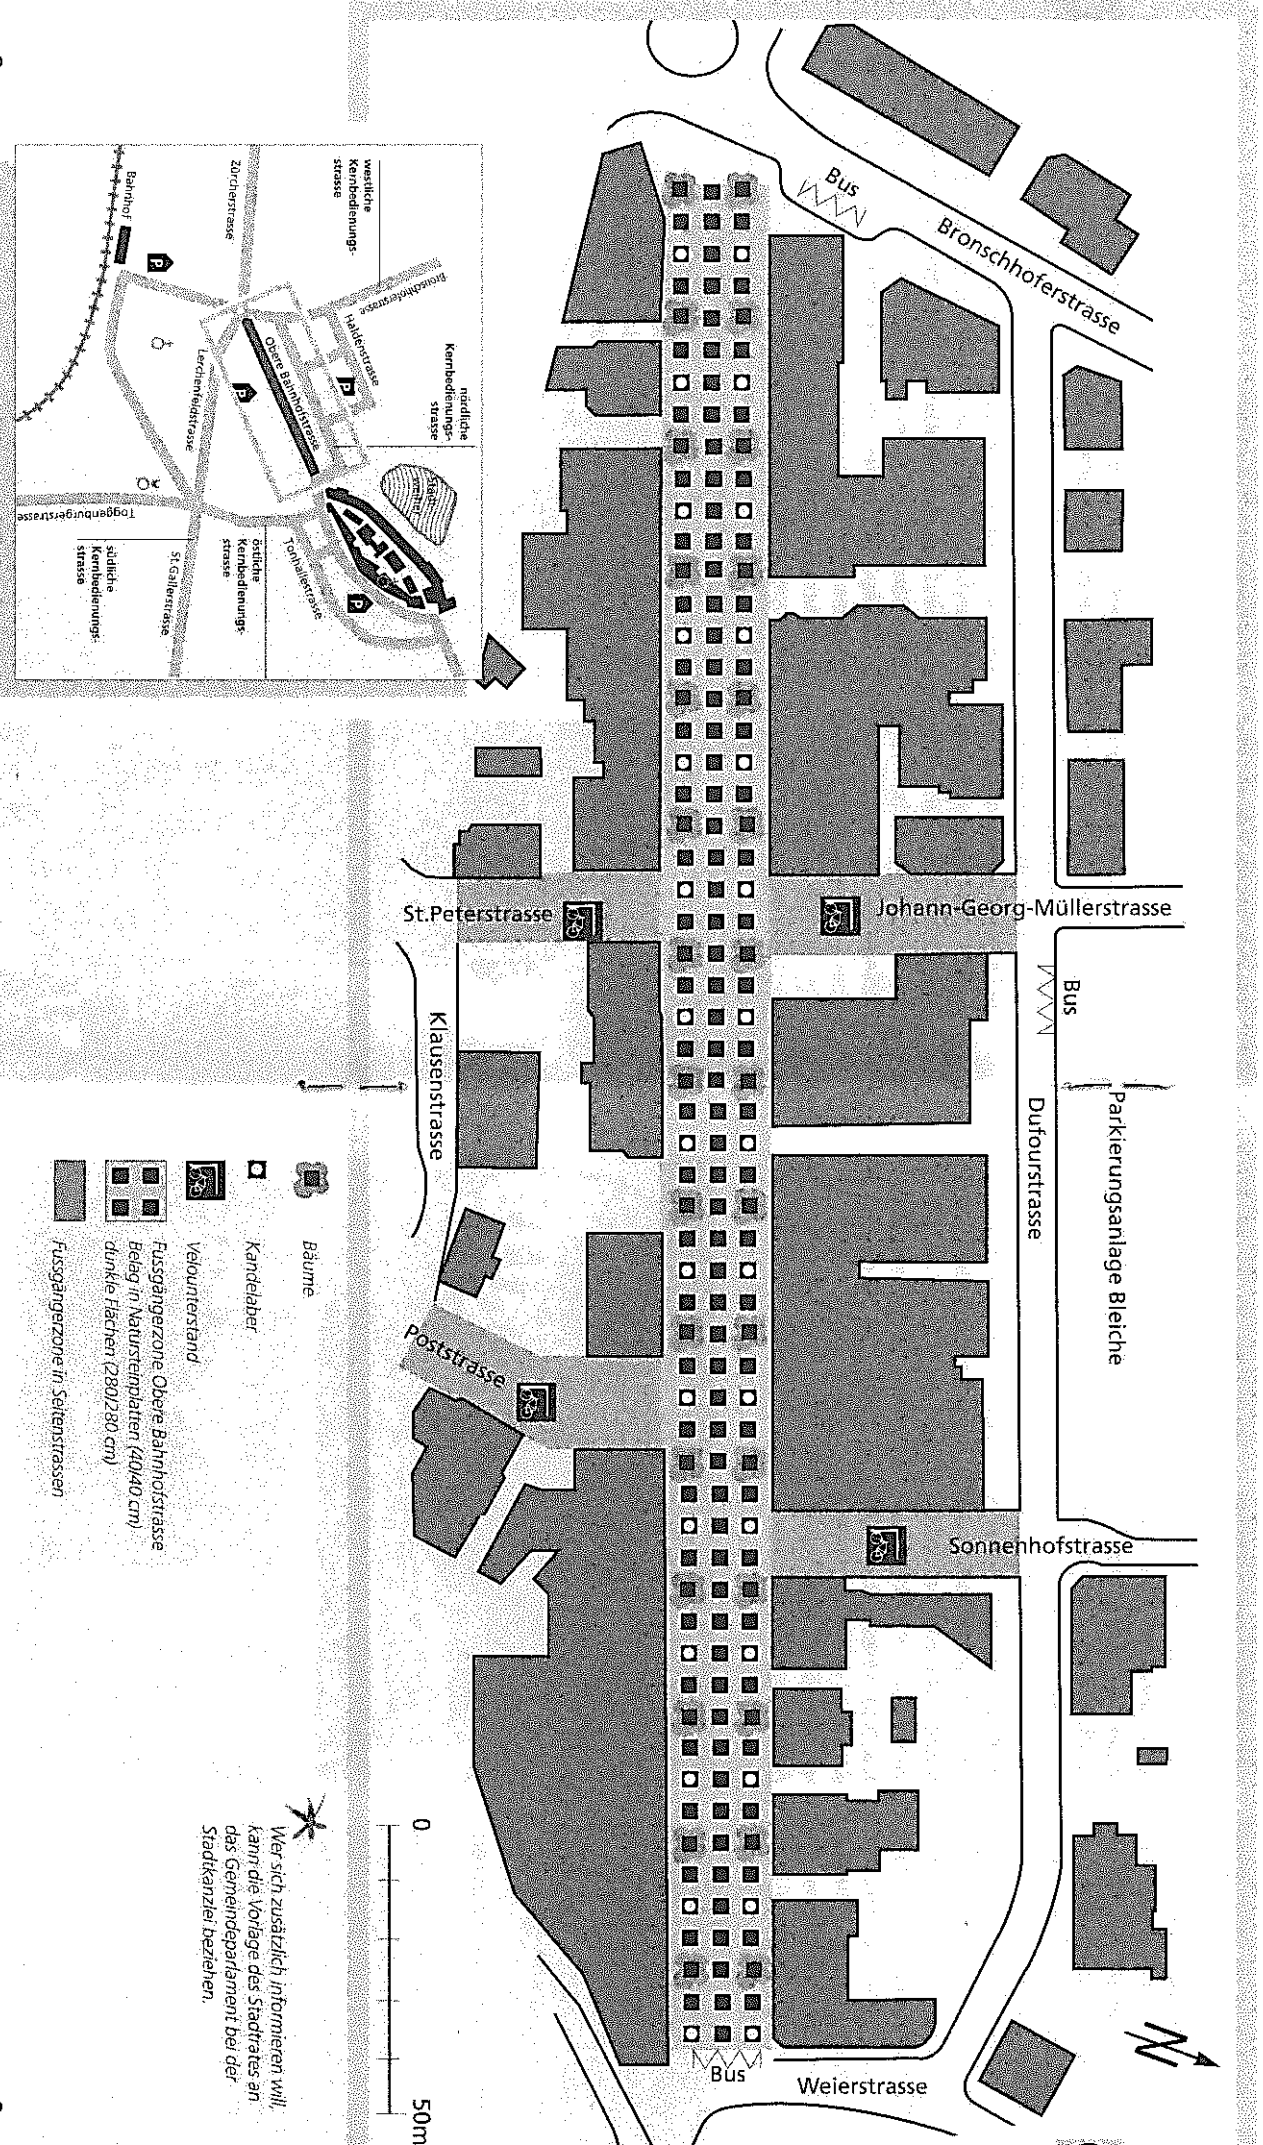 Bus
Bronschhoferstrasse
Johann-Georg-Müllerstrasse
St.Peterstrasse
Bus
Parkierungsanlage Bleiche
Dufourstrasse
Klausenstrasse
Poststrasse
Sonnenhofstrasse
Bus
Weierstrasse
N
0
50m
westliche
Kernbedienungs-
strasse
nördliche
Kernbedienungs-
strasse
Bronschhoferstrasse
Haldenstrasse
Zürcherstrasse
Bahnhof
P
P
P
P
Obere Bahnhofstrasse
Lerchenfeldstrasse
Tonhallestrasse
östliche
Kernbedienungs-
strasse
St.Gallerstrasse
Toggenburgerstrasse
südliche
Kernbedienungs-
strasse
Bäume
Kandelaber
Velounterstand
Fussgängerzone Obere Bahnhofstrasse
Belag in Natursteinplatten (40/40 cm)
dunkle Flächen (280/280 cm)
Fussgängerzone in Seitenstrassen
Wer sich zusätzlich informieren will,
kann die Vorlage des Stadtrates an
das Gemeindeparlament bei der
Stadtkanzlei beziehen.